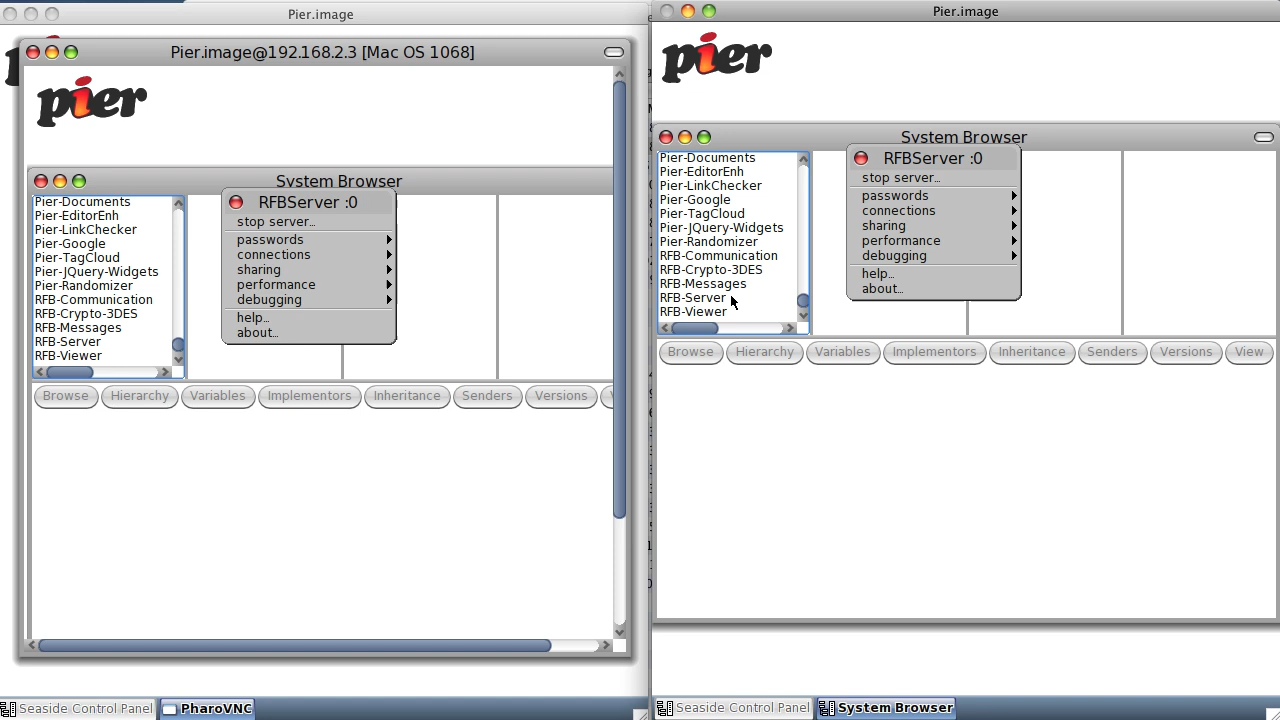 Pier.image
Pier.image@192.168.2.3 [Mac OS 1068]
pier
System Browser
Pier-Documents
Pier-EditorEnh
Pier-LinkChecker
Pier-Google
Pier-TagCloud
Pier-JQuery-Widgets
Pier-Randomizer
RFB-Communication
RFB-Crypto-3DES
RFB-Messages
RFB-Server
RFB-Viewer
RFBServer :0
stop server...
passwords
connections
sharing
performance
debugging
help...
about...
Browse Hierarchy Variables Implementors Inheritance Senders Versions
Seaside Control Panel PharoVNC
Pier.image
pier
System Browser
Pier-Documents
Pier-EditorEnh
Pier-LinkChecker
Pier-Google
Pier-TagCloud
Pier-JQuery-Widgets
Pier-Randomizer
RFB-Communication
RFB-Crypto-3DES
RFB-Messages
RFB-Server
RFB-Viewer
RFBServer :0
stop server...
passwords
connections
sharing
performance
debugging
help...
about...
Browse Hierarchy Variables Implementors Inheritance Senders Versions View
Seaside Control Panel System Browser